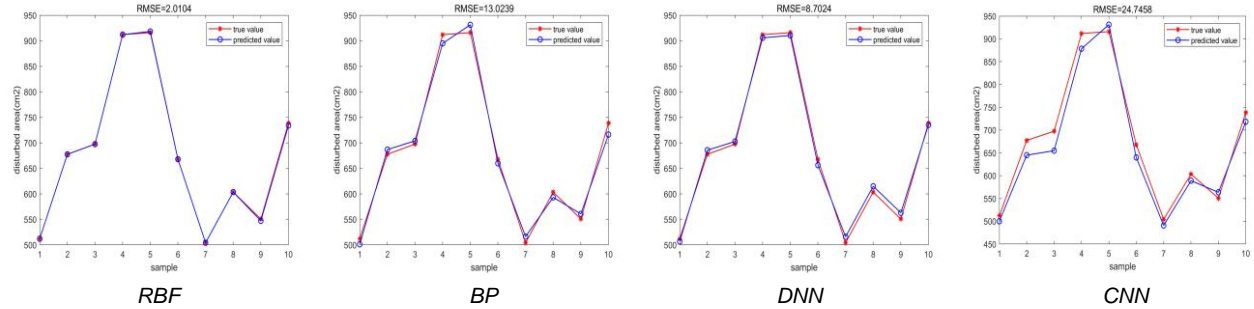 RMSE=2.0104
true value
predicted value
disturbed area(cm2)
950
900
850
800
750
700
650
600
550
500
1 2 3 4 5 6 7 8 9 10
sample
RBF
RMSE=13.0239
true value
predicted value
disturbed area(cm2)
950
900
850
800
750
700
650
600
550
500
1 2 3 4 5 6 7 8 9 10
sample
BP
RMSE=8.7024
true value
predicted value
disturbed area(cm2)
950
900
850
800
750
700
650
600
550
500
1 2 3 4 5 6 7 8 9 10
sample
DNN
RMSE=24.7458
true value
predicted value
disturbed area(cm2)
950
900
850
800
750
700
650
600
550
500
450
1 2 3 4 5 6 7 8 9 10
sample
CNN